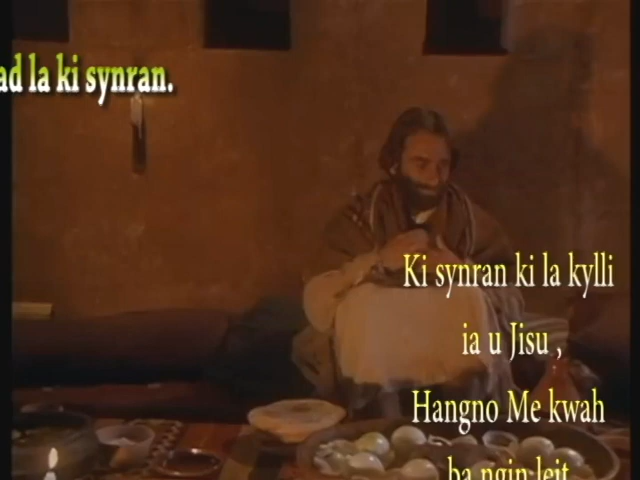 ad la ki synran.
Ki synran ki la kylli
ia u Jisu ,
Hangno Me kwah
ba ngin leit